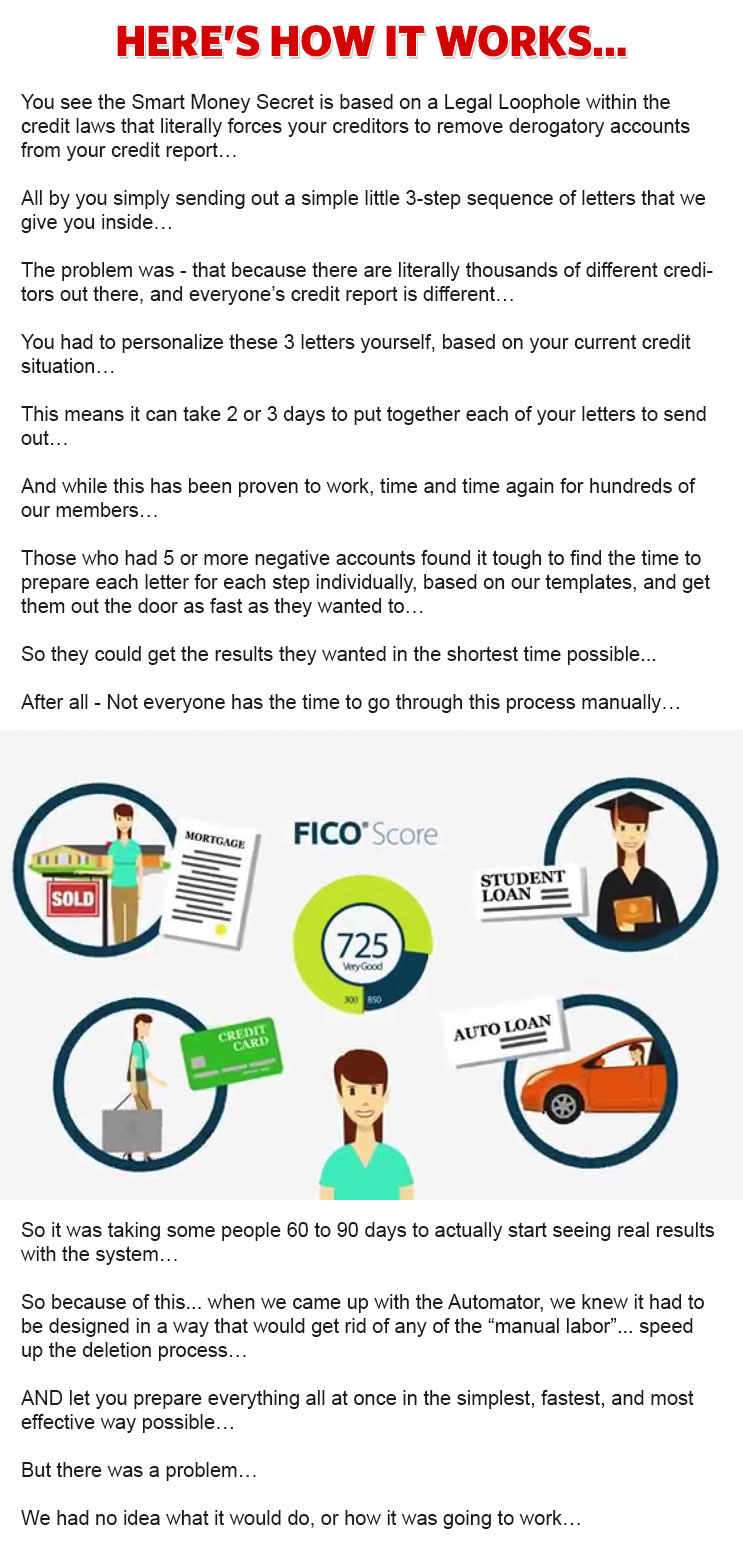 HERE'S HOW IT WORKS...
You see the Smart Money Secret is based on a Legal Loophole within the
credit laws that literally forces your creditors to remove derogatory accounts
from your credit report…
All by you simply sending out a simple little 3-step sequence of letters that we
give you inside…
The problem was - that because there are literally thousands of different credi-
tors out there, and everyone’s credit report is different…
You had to personalize these 3 letters yourself, based on your current credit
situation…
This means it can take 2 or 3 days to put together each of your letters to send
out…
And while this has been proven to work, time and time again for hundreds of
our members…
Those who had 5 or more negative accounts found it tough to find the time to
prepare each letter for each step individually, based on our templates, and get
them out the door as fast as they wanted to…
So they could get the results they wanted in the shortest time possible...
After all - Not everyone has the time to go through this process manually…
MORTGAGE
SOLD
FICO® Score
725
Very Good
300 850
STUDENT
LOAN
CREDIT
CARD
AUTO LOAN
So it was taking some people 60 to 90 days to actually start seeing real results
with the system…
So because of this... when we came up with the Automator, we knew it had to
be designed in a way that would get rid of any of the “manual labor”... speed
up the deletion process…
AND let you prepare everything all at once in the simplest, fastest, and most
effective way possible…
But there was a problem…
We had no idea what it would do, or how it was going to work…